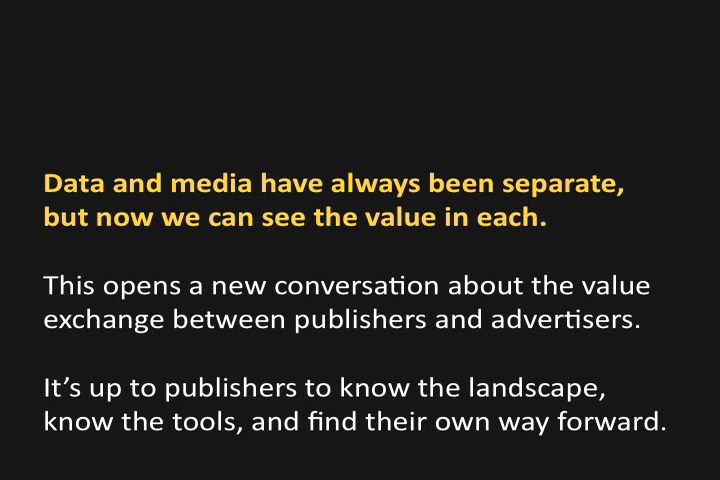 Data and media have always been separate,
but now we can see the value in each.
This opens a new conversation about the value
exchange between publishers and advertisers.
It’s up to publishers to know the landscape,
know the tools, and find their own way forward.